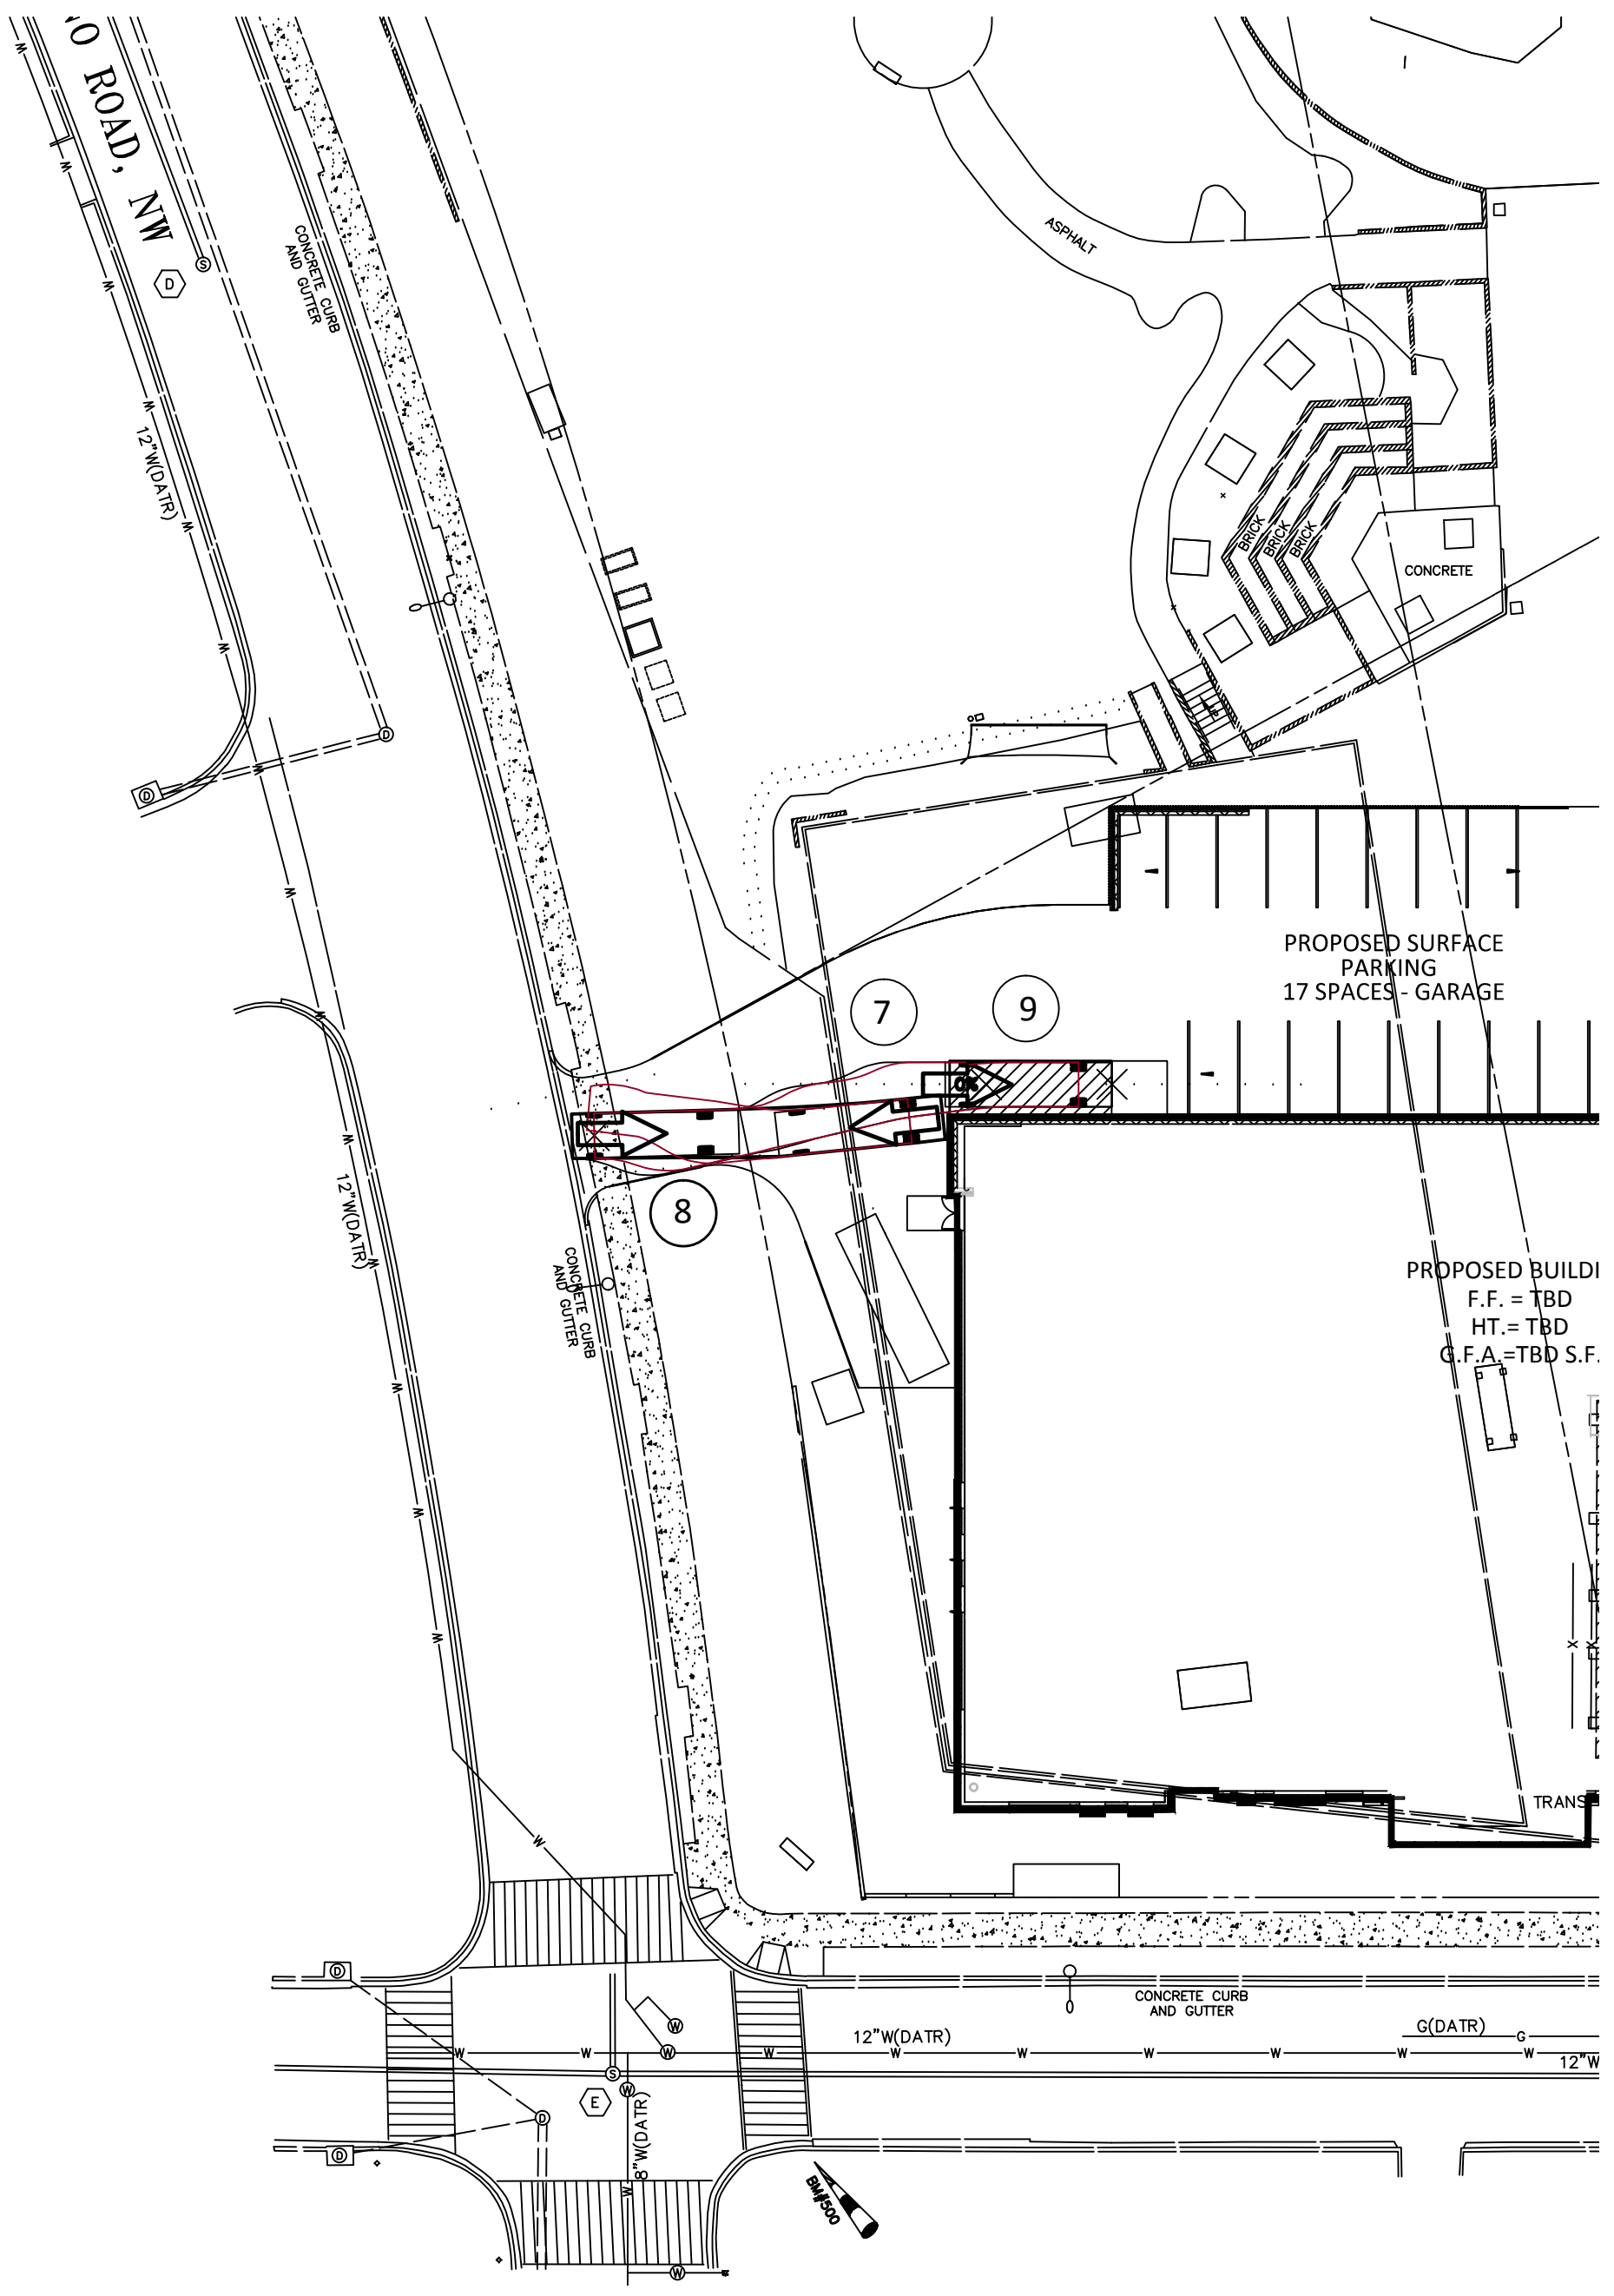 ROAD, NW
D
S
CONCRETE CURB
AND GUTTER
ASPHALT
12"W(DATR)
BRICK
BRICK
BRICK
CONCRETE
D
D
PROPOSED SURFACE
PARKING
17 SPACES - GARAGE
7
9
0%
8
12"W(DATR)
CONCRETE CURB
AND GUTTER
PROPOSED BUILDI
F.F. = TBD
HT.= TBD
G.F.A.=TBD S.F.
TRANS
D
W
W
CONCRETE CURB
AND GUTTER
12"W(DATR)
G(DATR)
G
12"W
S
W
E
8"W(DATR)
D
D
BM#500
W